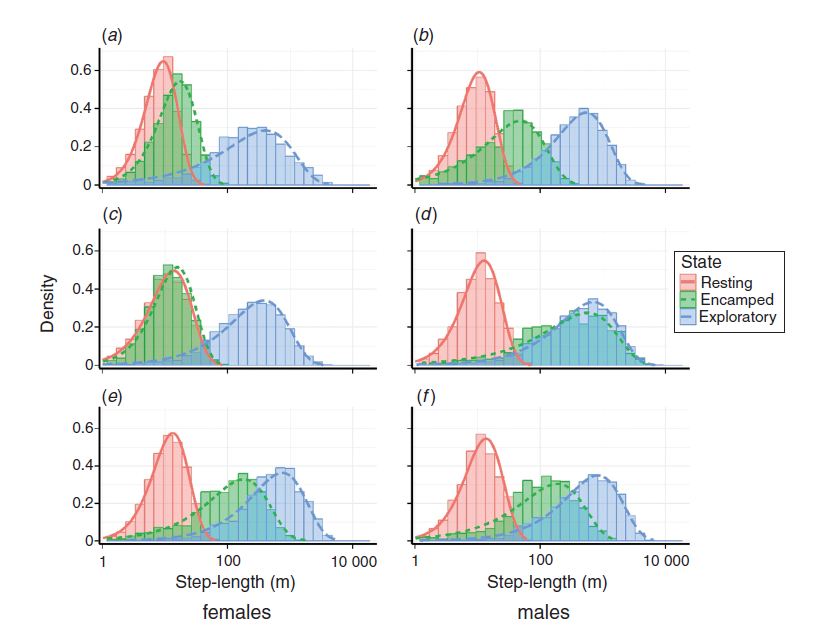 (a)
(b)
0.6
0.4
0.2
0
(c)
(d)
Density
0.6
0.4
0.2
0
State
Resting
Encamped
Exploratory
(e)
(f)
0.6
0.4
0.2
0
1 100 10 000
1 100 10 000
Step-length (m)
Step-length (m)
females
males